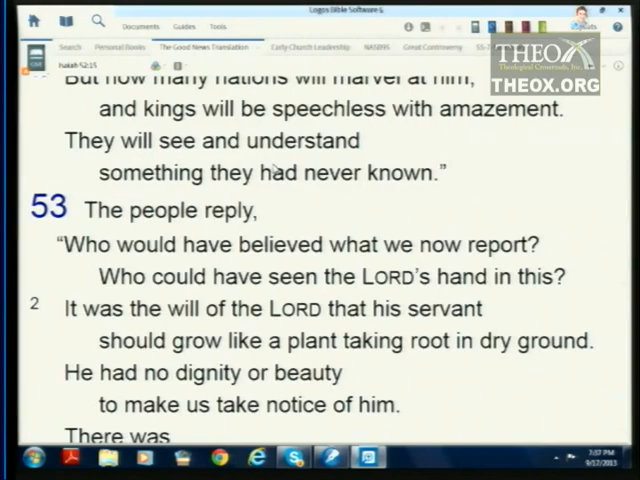 Logos Bible Software
Documents Guides Tools
Search Personal Books The Good News Translation Early Church Leadership NASB95 Great Controversy
Isaiah 52:15
THEOX
Theological Crossroads, Inc.
THEOX.ORG
But how many nations will marvel at him,
and kings will be speechless with amazement.
They will see and understand
something they had never known.”
53 The people reply,
“Who would have believed what we now report?
Who could have seen the LORD’s hand in this?
2 It was the will of the LORD that his servant
should grow like a plant taking root in dry ground.
He had no dignity or beauty
to make us take notice of him.
There was
7:07 PM
9/17/2013